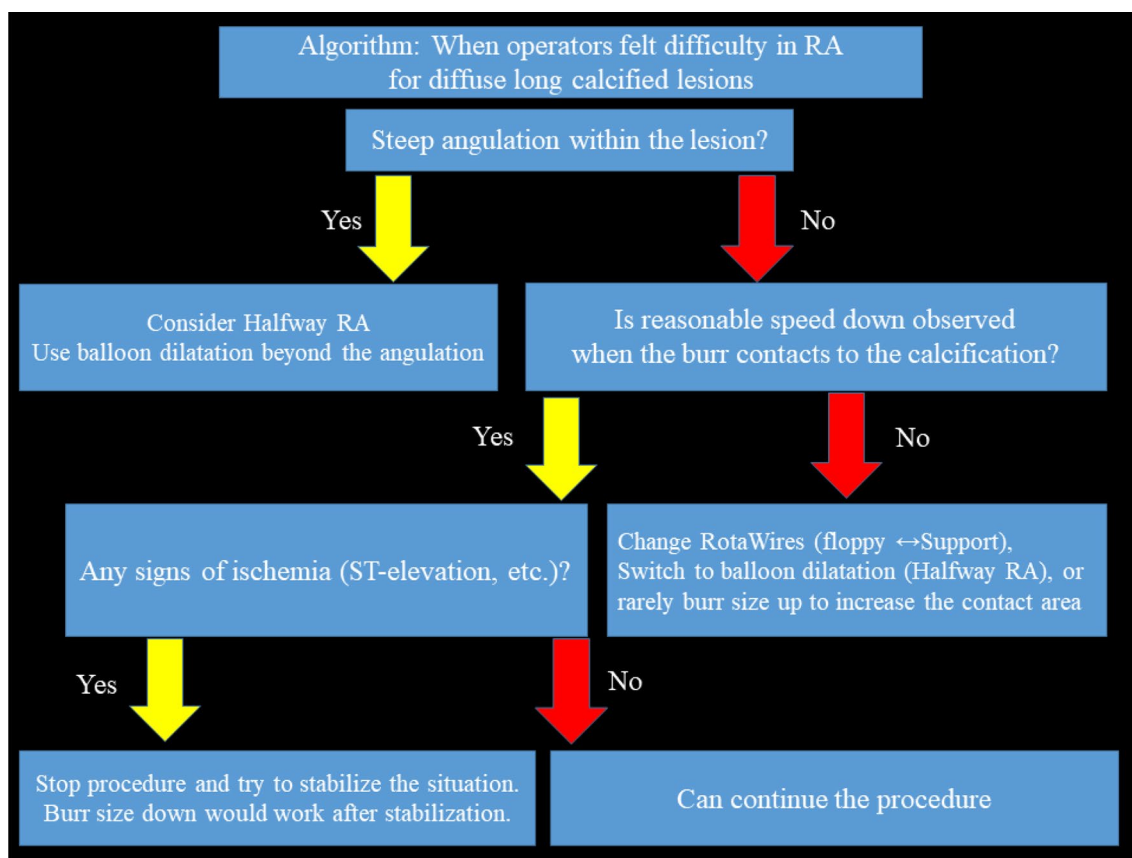 Algorithm: When operators felt difficulty in RA
for diffuse long calcified lesions
Steep angulation within the lesion?
Yes
No
Consider Halfway RA
Use balloon dilatation beyond the angulation
Is reasonable speed down observed
when the burr contacts to the calcification?
Yes
No
Any signs of ischemia (ST-elevation, etc.)?
Change RotaWires (floppy ↔Support),
Switch to balloon dilatation (Halfway RA), or
rarely burr size up to increase the contact area
Yes
No
Stop procedure and try to stabilize the situation.
Burr size down would work after stabilization.
Can continue the procedure